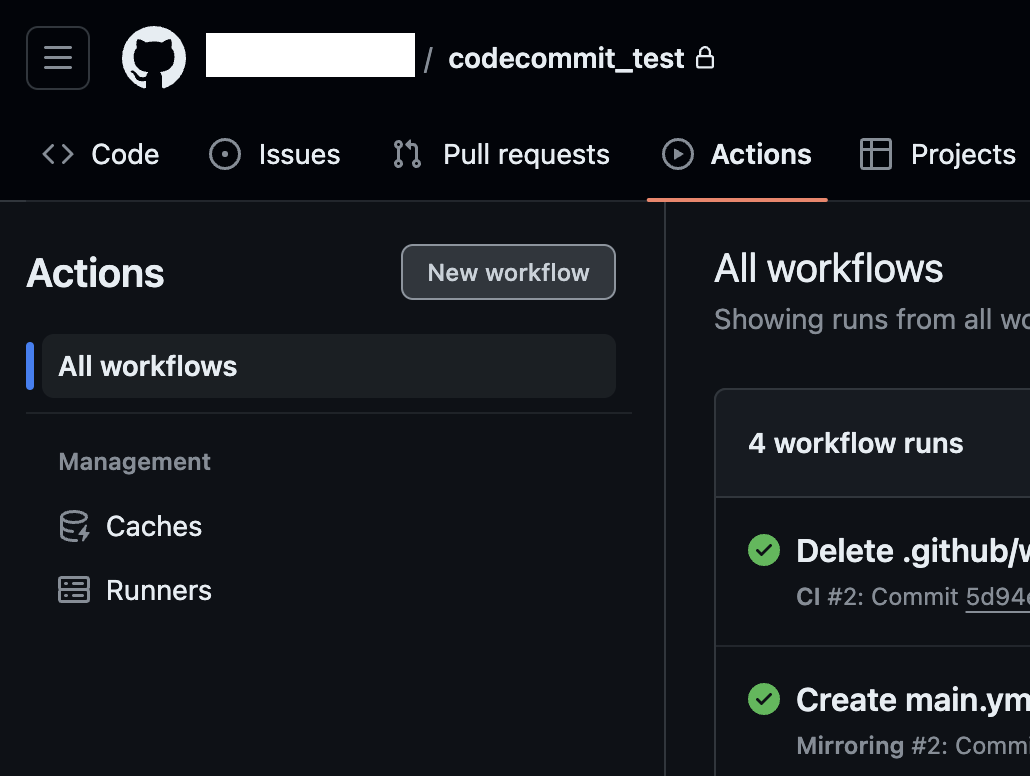 / codecommit_test
Code Issues Pull requests Actions Projects
Actions
New workflow
All workflows
Management
Caches
Runners
All workflows
Showing runs from all
4 workflow runs
Delete .github/
CI #2: Commit 5d94
Create main.ym
Mirroring #2: Comm